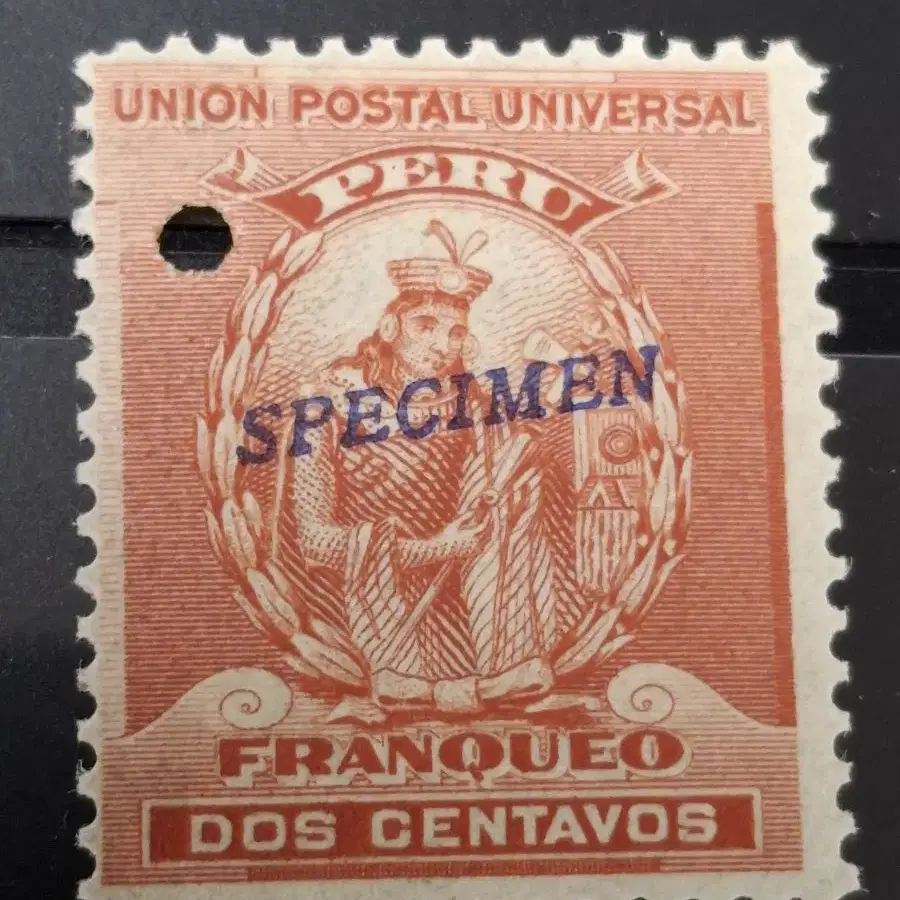 UNION POSTAL UNIVERSAL
PERU
SPECIMEN
FRANQUEO
DOS CENTAVOS